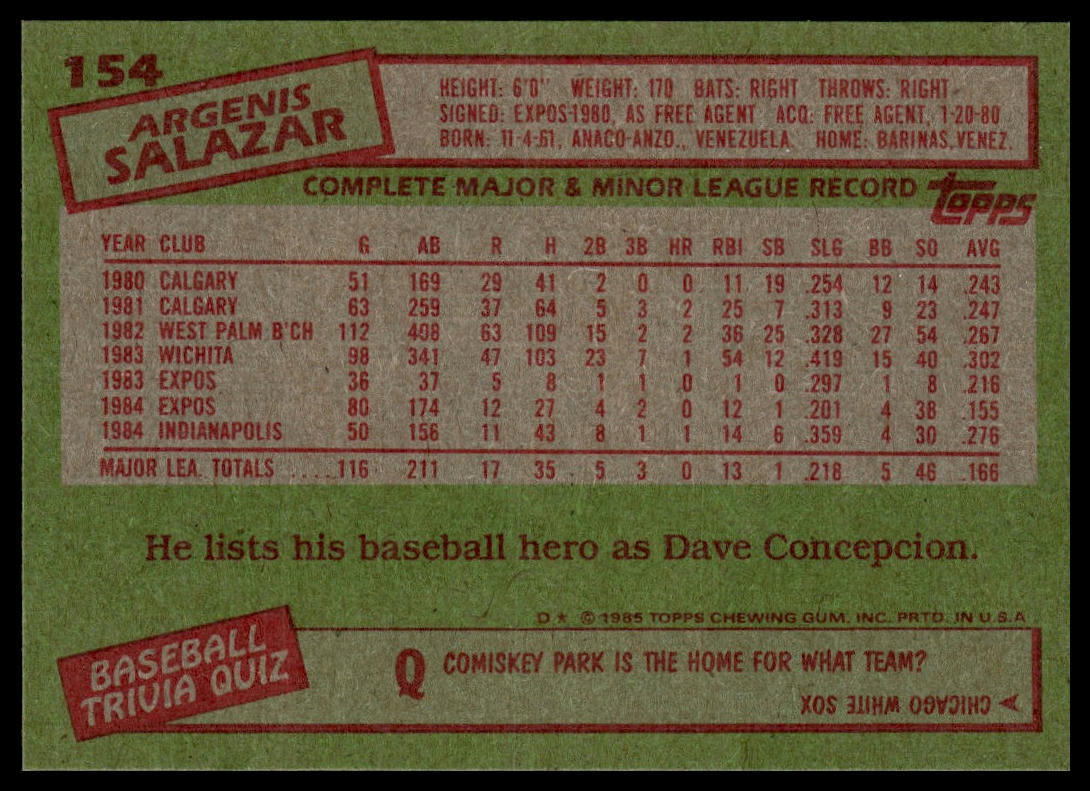 154
ARGENIS
SALAZAR
HEIGHT: 6'0" WEIGHT: 170 BATS: RIGHT THROWS: RIGHT
SIGNED: EXPOS-1980, AS FREE AGENT ACQ: FREE AGENT, 1-20-80
BORN: 11-4-61, ANACO-ANZO., VENEZUELA HOME: BARINAS, VENEZ.
COMPLETE MAJOR & MINOR LEAGUE RECORD topps
YEAR CLUB G AB R H 2B 3B HR RBI SB SLG BB SO AVG
1980 CALGARY 51 169 29 41 2 0 0 11 19 .254 12 14 .243
1981 CALGARY 63 259 37 64 5 3 2 25 7 .313 9 23 .247
1982 WEST PALM B'CH 112 408 63 109 15 2 2 36 25 .328 27 54 .267
1983 WICHITA 98 341 47 103 23 7 1 54 12 .419 15 40 .302
1983 EXPOS 36 37 5 8 1 1 0 1 0 .297 1 8 .216
1984 EXPOS 80 174 12 27 4 2 0 12 1 .201 4 38 .155
1984 INDIANAPOLIS 50 156 11 43 8 1 1 14 6 .359 4 30 .276
MAJOR LEA. TOTALS .....116 211 17 35 5 3 0 13 1 .218 5 46 .166
He lists his baseball hero as Dave Concepcion.
D* © 1985 TOPPS CHEWING GUM, INC. PRTD. IN U.S.A
BASEBALL
TRIVIA QUIZ
Q COMISKEY PARK IS THE HOME FOR WHAT TEAM?
A CHICAGO WHITE SOX